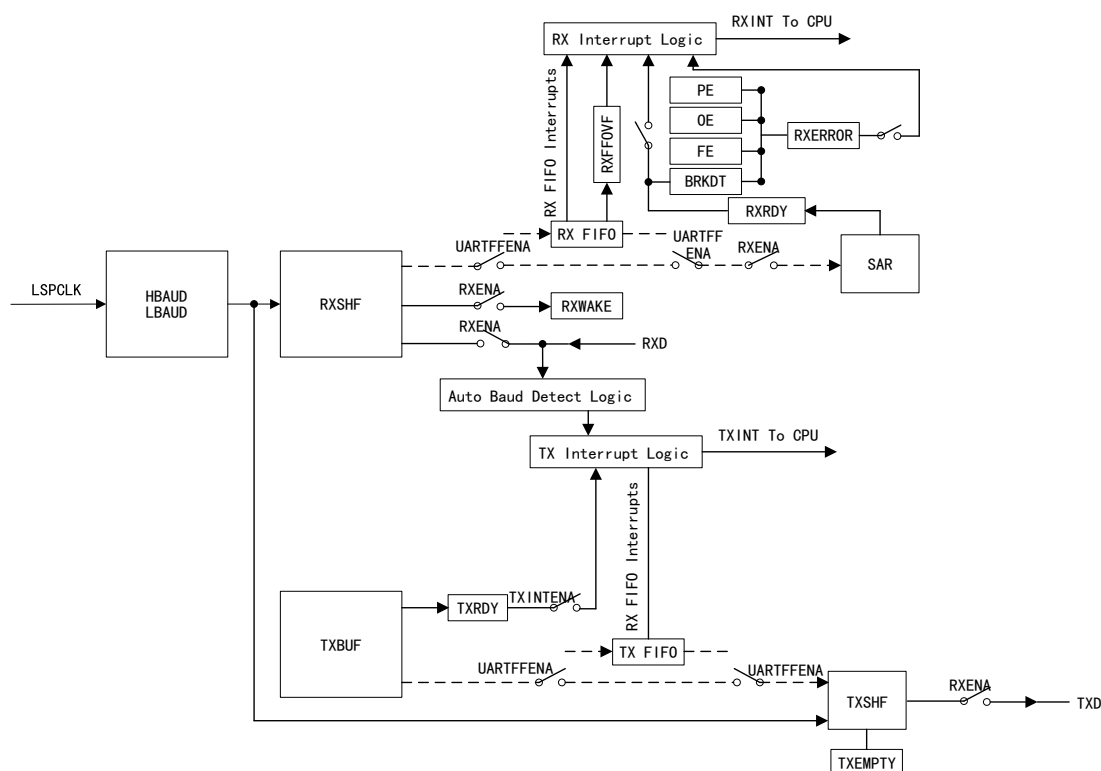 RXINT To CPU
RX Interrupt Logic
RX FIFO Interrupts
RXFFOVF
PE
OE
FE
BRKDT
RXERROR
RXRDY
RX FIFO
UARTFFENA
UARTFF
ENA
RXENA
SAR
LSPCLK
HBAUD
LBAUD
RXSHF
RXENA
RXWAKE
RXENA
RXD
Auto Baud Detect Logic
TX Interrupt Logic
TXINT To CPU
RX FIFO Interrupts
TXBUF
TXRDY
TXINTENA
TX FIFO
UARTFFENA
UARTFFENA
TXSHF
RXENA
TXD
TXEMPTY